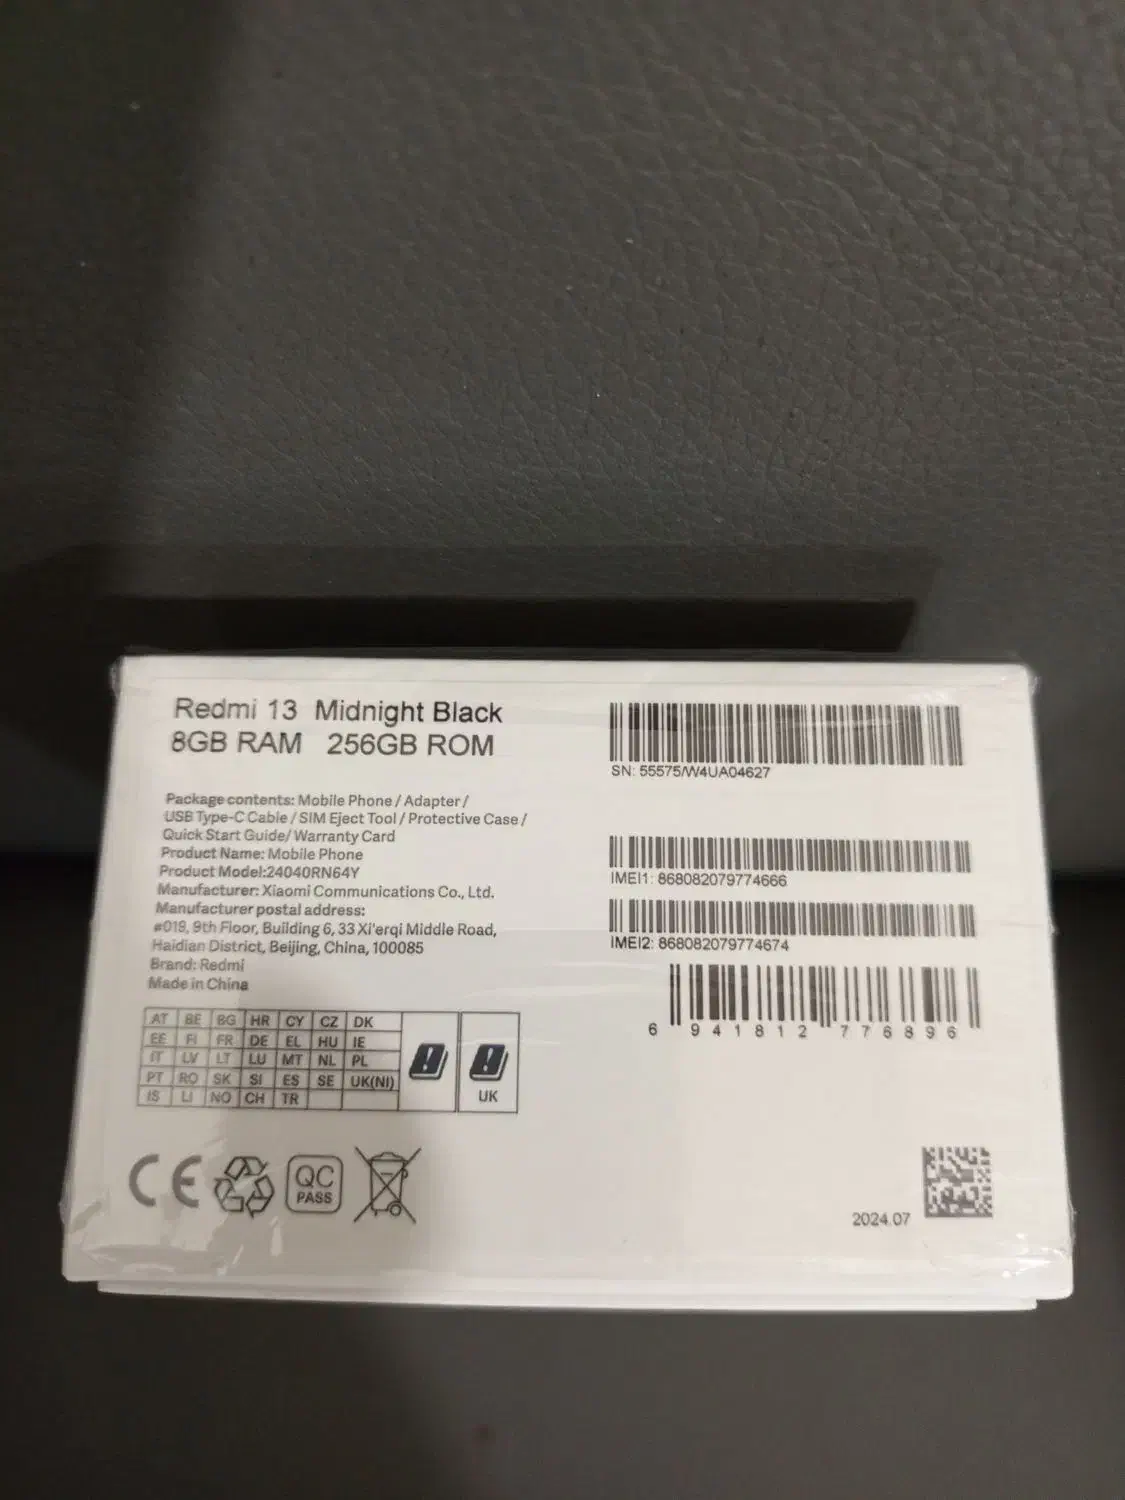 Redmi 13 Midnight Black
8GB RAM 256GB ROM
Package contents: Mobile Phone / Adapter /
USB Type-C Cable / SIM Eject Tool / Protective Case /
Quick Start Guide/ Warranty Card
Product Name: Mobile Phone
Product Model:24040RN64Y
Manufacturer: Xiaomi Communications Co., Ltd.
Manufacturer postal address:
#019, 9th Floor, Building 6, 33 Xi'erqi Middle Road,
Haidian District, Beijing, China, 100085
Brand: Redmi
Made in China
AT BE BG HR CY CZ DK
EE FI FR DE EL HU IE
IT LV LT LU MT NL PL
PT RO SK SI ES SE UK(NI)
IS LI NO CH TR
UK
CE
QC
PASS
SN: 55575/W4UA04627
IMEI1: 868082079774666
IMEI2: 868082079774674
6 941812 776896
2024.07